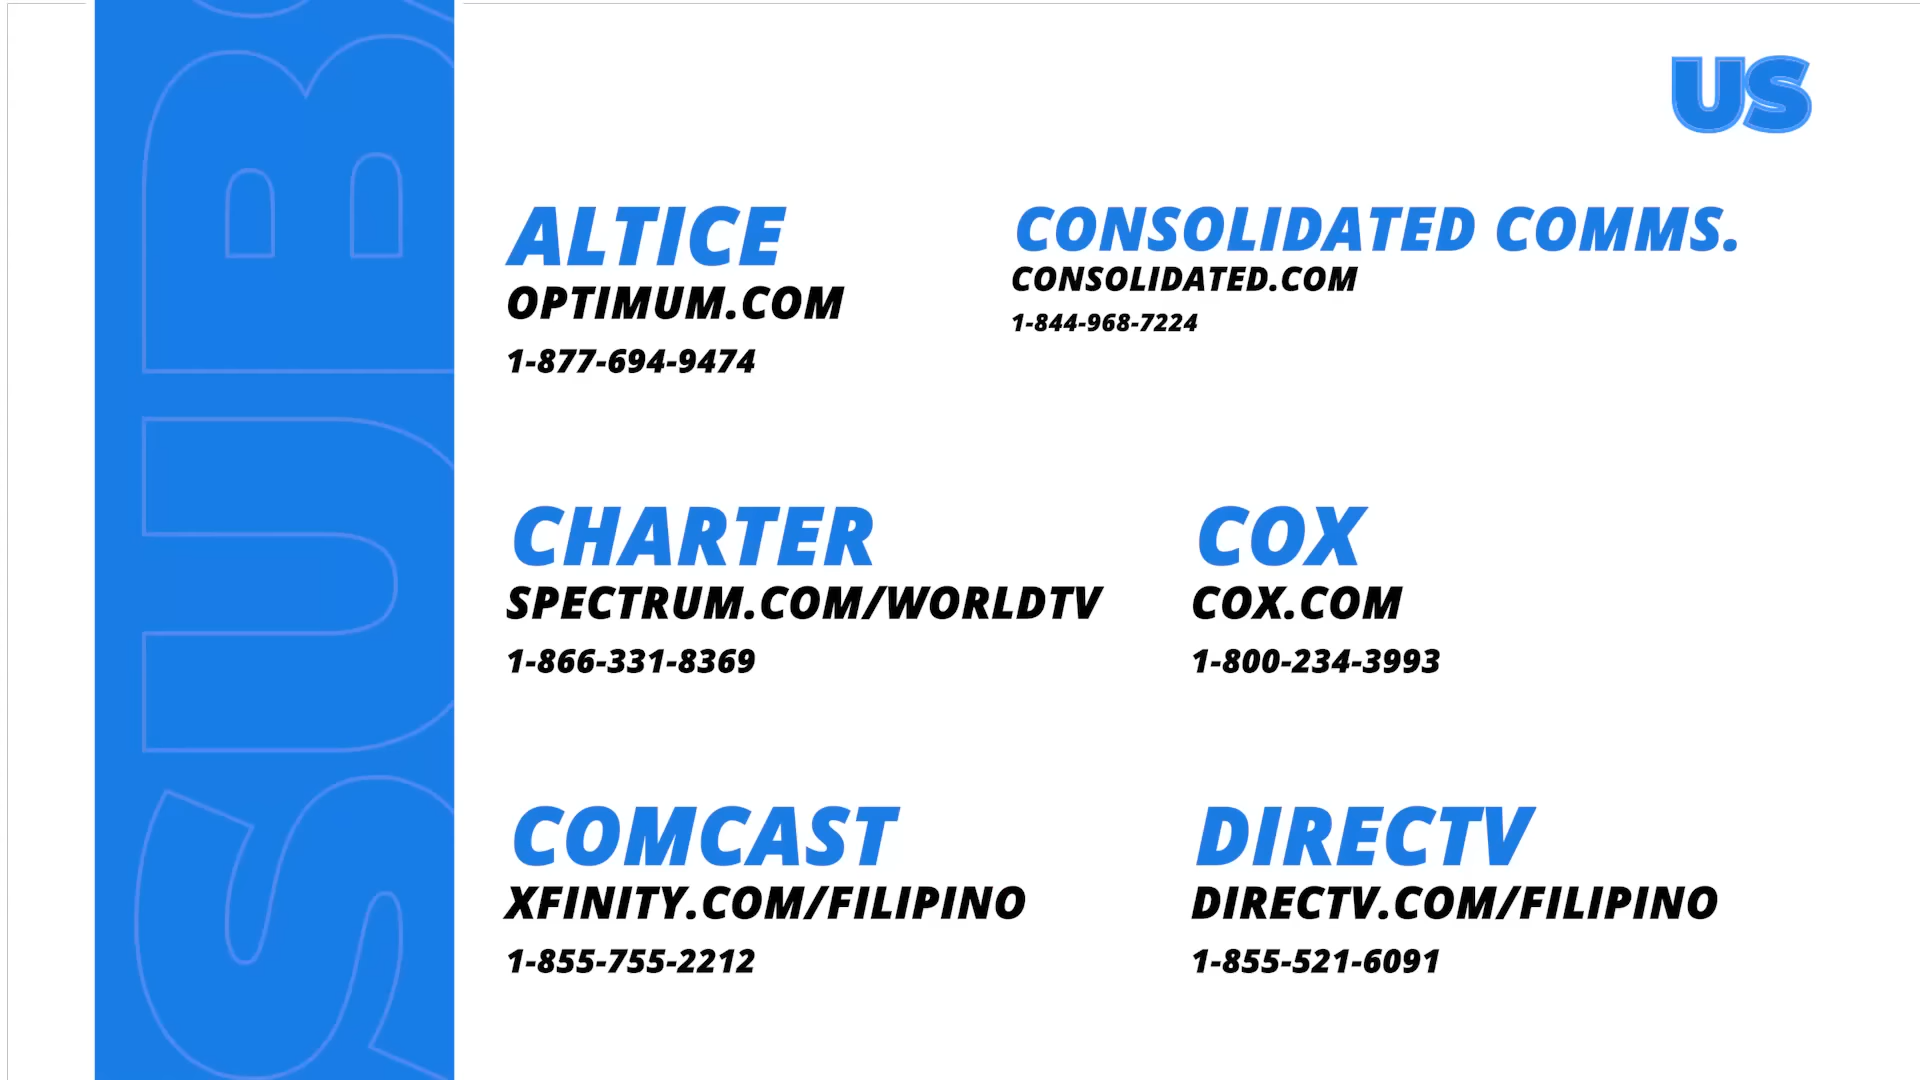 US
ALTICE
OPTIMUM.COM
1-877-694-9474
CONSOLIDATED COMMS.
CONSOLIDATED.COM
1-844-968-7224
CHARTER
SPECTRUM.COM/WORLDTV
1-866-331-8369
COX
COX.COM
1-800-234-3993
COMCAST
XFINITY.COM/FILIPINO
1-855-755-2212
DIRECTV
DIRECTV.COM/FILIPINO
1-855-521-6091
SUB